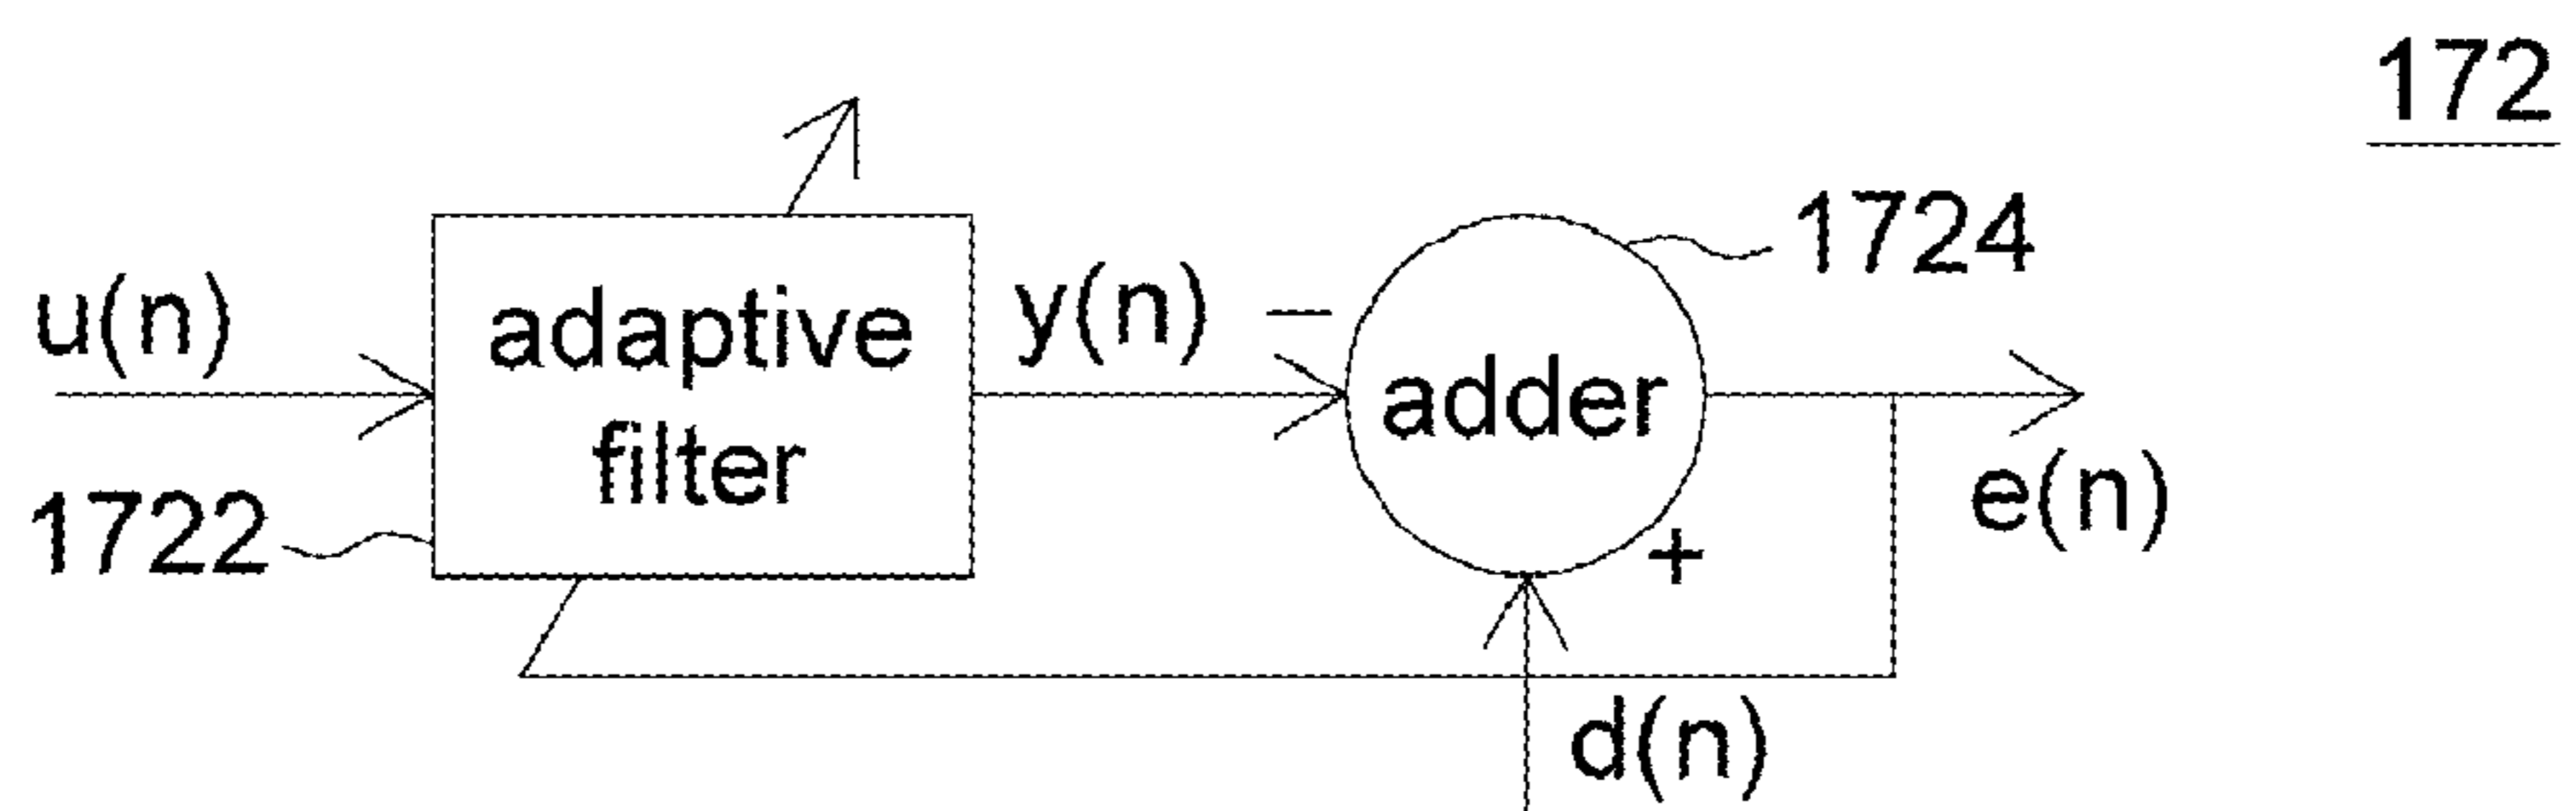 172
1724
u(n)
adaptive
filter
y(n)
−
adder
1722
+
e(n)
d(n)